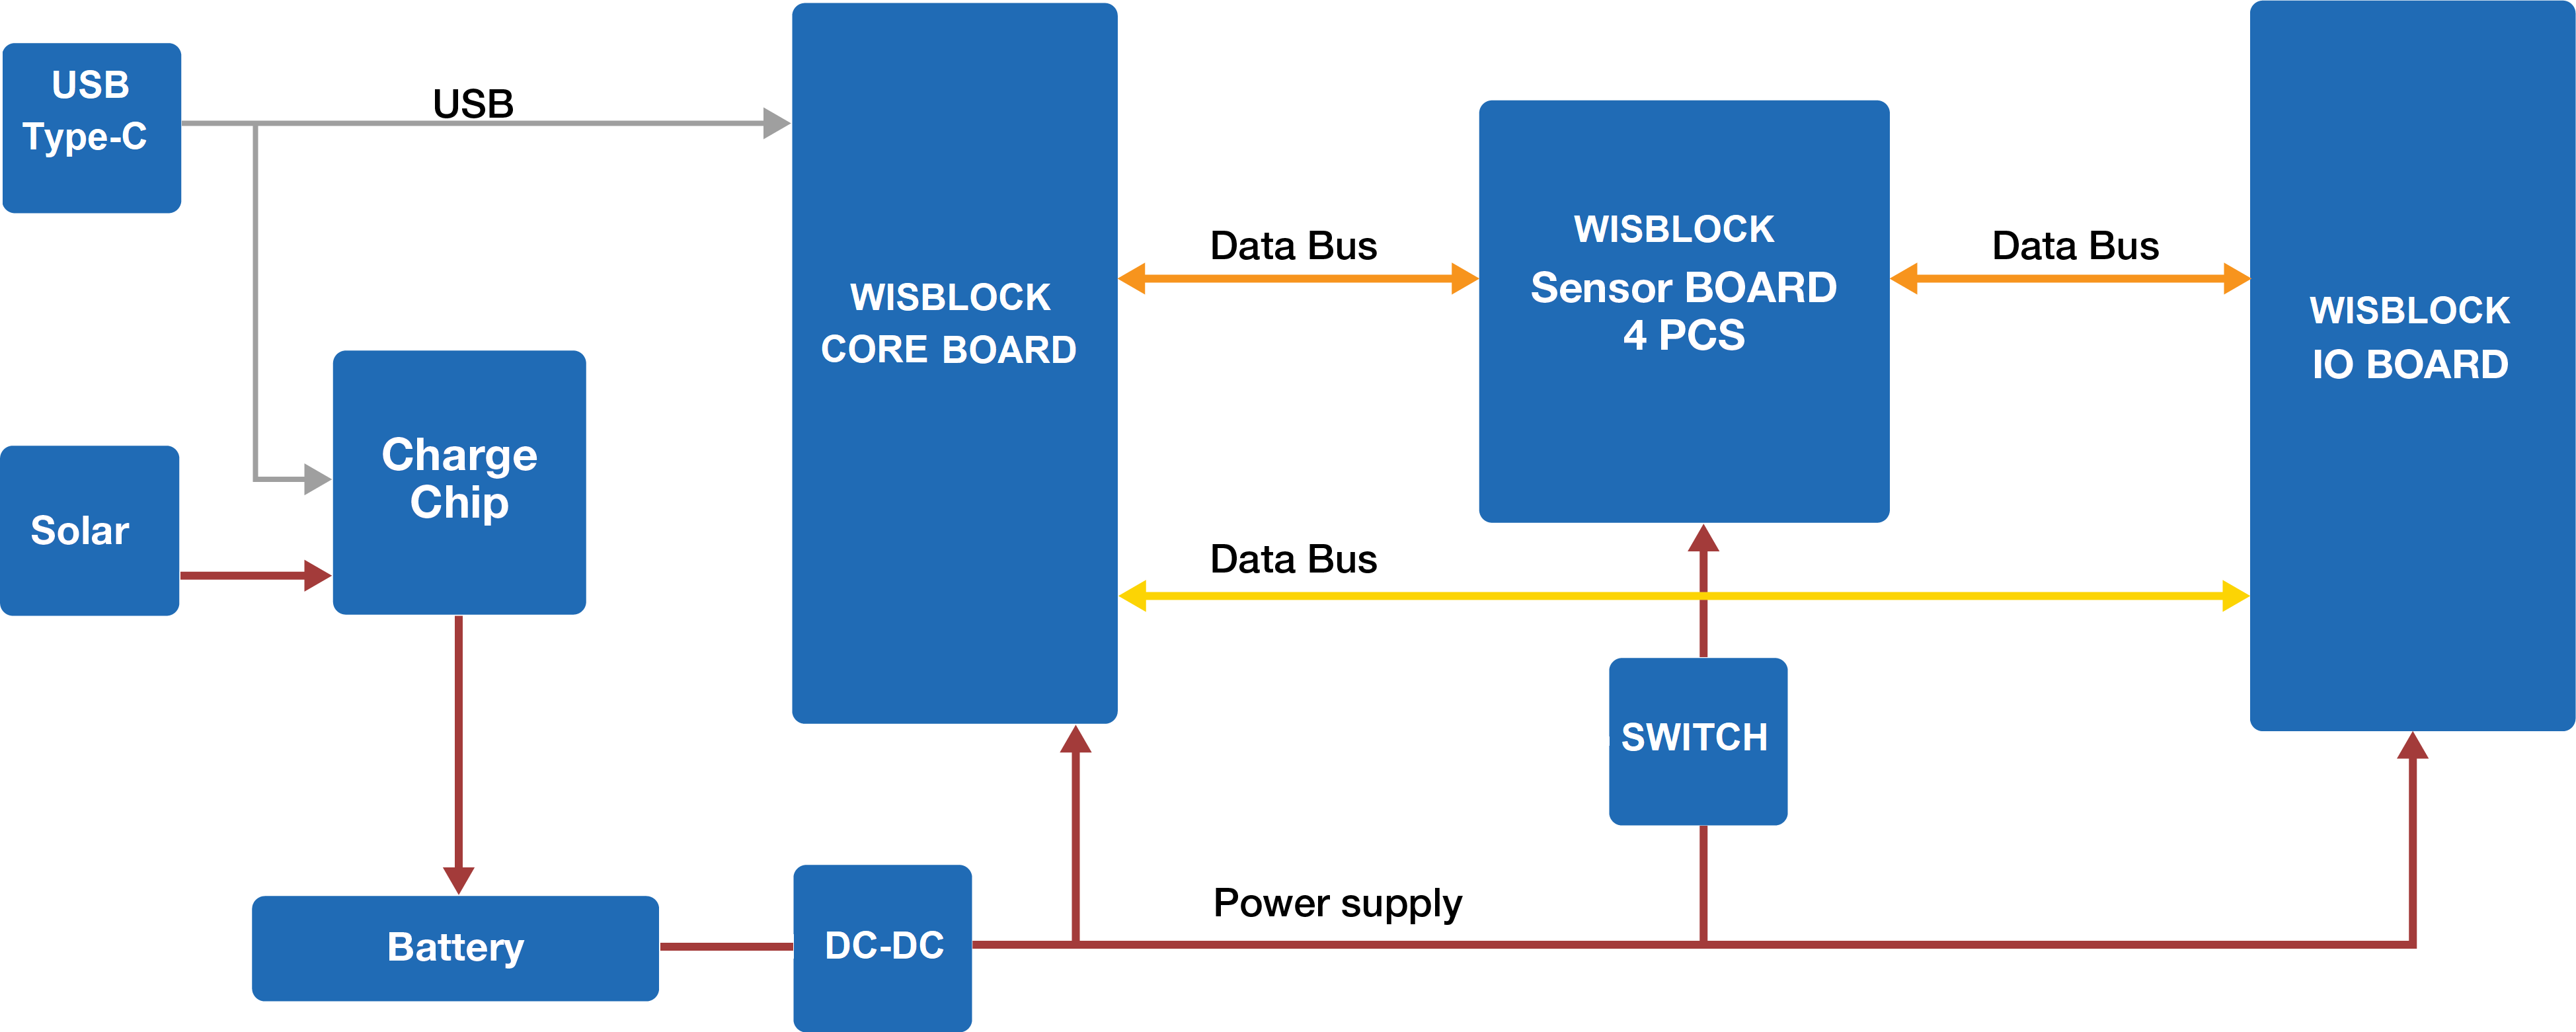 USB
Type-C
USB
WISBLOCK
CORE BOARD
Data Bus
WISBLOCK
Sensor BOARD
4 PCS
Data Bus
WISBLOCK
IO BOARD
Charge
Chip
Solar
Data Bus
SWITCH
Power supply
Battery
DC-DC